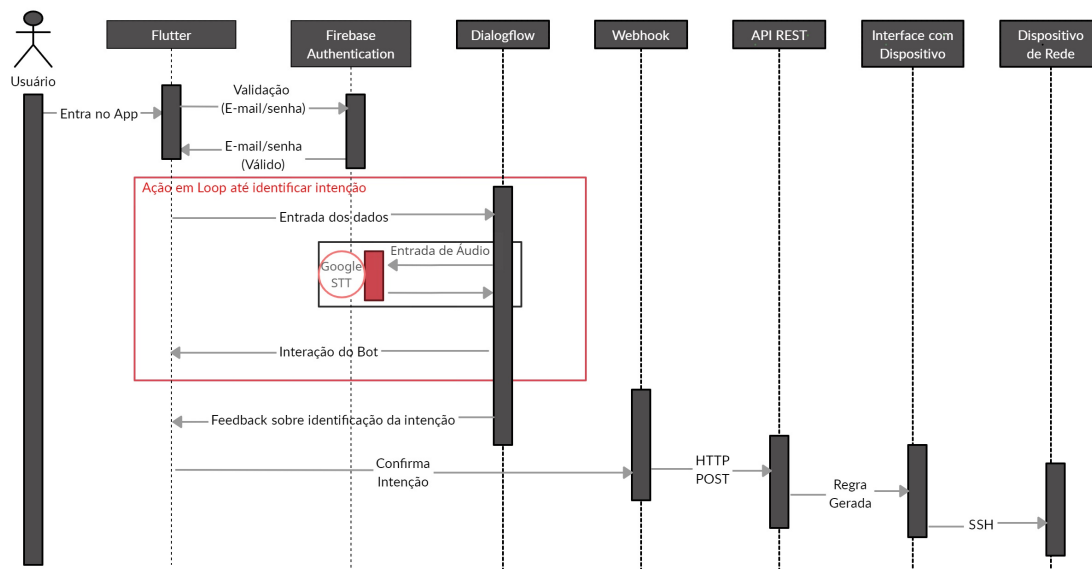 Usuário
Flutter
Firebase
Authentication
Dialogflow
Webhook
API REST
Interface com
Dispositivo
Dispositivo
de Rede
Entra no App
Validação
(E-mail/senha)
E-mail/senha
(Válido)
Ação em Loop até identificar intenção
Entrada dos dados
Entrada de Áudio
Google
STT
Interação do Bot
Feedback sobre identificação da intenção
Confirma
Intenção
HTTP
POST
Regra
Gerada
SSH